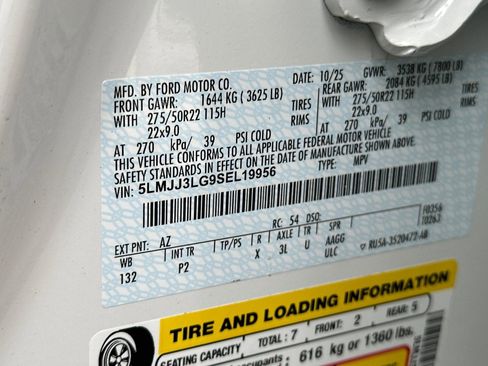 MFD. BY FORD MOTOR CO. DATE: 10/25 GVWR: 3538 KG ( 7800 LB)
FRONT GAWR: 1644 KG ( 3625 LB) REAR GAWR: 2084 KG ( 4595 LB)
WITH 275/50R22 115H TIRES WITH 275/50R22 115H TIRES
22x9.0 RIMS 22x9.0 RIMS
AT 270 kPa/ 39 PSI COLD AT 270 kPa/ 39 PSI COLD
THIS VEHICLE CONFORMS TO ALL APPLICABLE FEDERAL MOTOR VEHICLE
SAFETY STANDARDS IN EFFECT ON THE DATE OF MANUFACTURE SHOWN ABOVE.
VIN: 5LMJJ3LG9SEL19956 TYPE: MPV
F0356
T0263
EXT PNT: AZ RC: 54 DSO:
WB INT TR TP/PS R AXLE TR SPR
132 P2 X 3L U AAGG
ULC RU5A-3520472-AB
TIRE AND LOADING INFORMATION
SEATING CAPACITY TOTAL: 7 FRONT: 2 REAR: 5
616 kg or 1360 lbs.